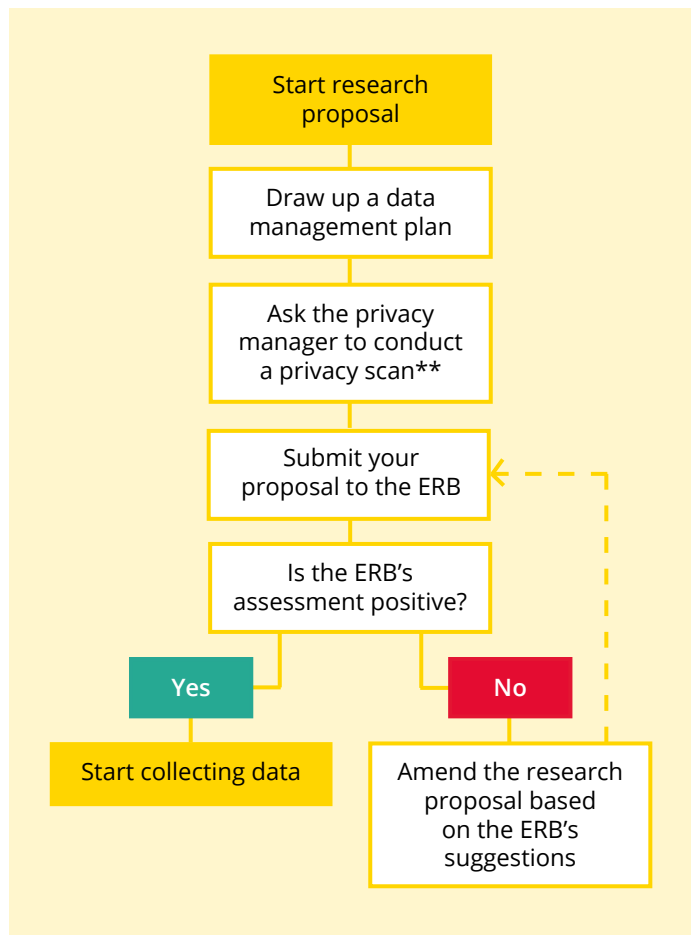 Start research
proposal
Draw up a data
management plan
Ask the privacy
manager to conduct
a privacy scan**
Submit your
proposal to the ERB
Is the ERB’s
assessment positive?
Yes
No
Start collecting data
Amend the research
proposal based
on the ERB’s
suggestions